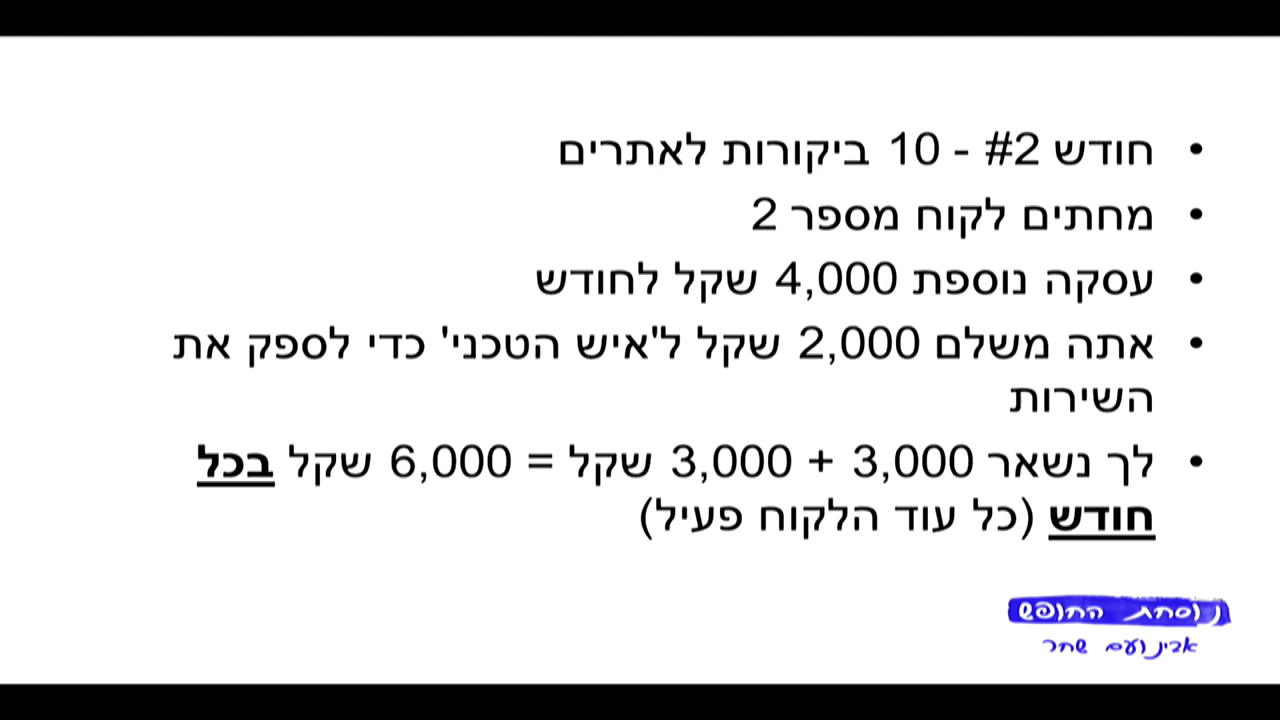 • חודש #2 - 10 ביקורות לאתרים
• מחתים לקוח מספר 2
• עסקה נוספת 4,000 שקל לחודש
• אתה משלם 2,000 שקל ל'איש הטכני' כדי לספק את
השירות
• לך נשאר 3,000 + 3,000 שקל = 6,000 שקל בכל
חודש (כל עוד הלקוח פעיל)
נוסחת החופש
אבינועם שחר